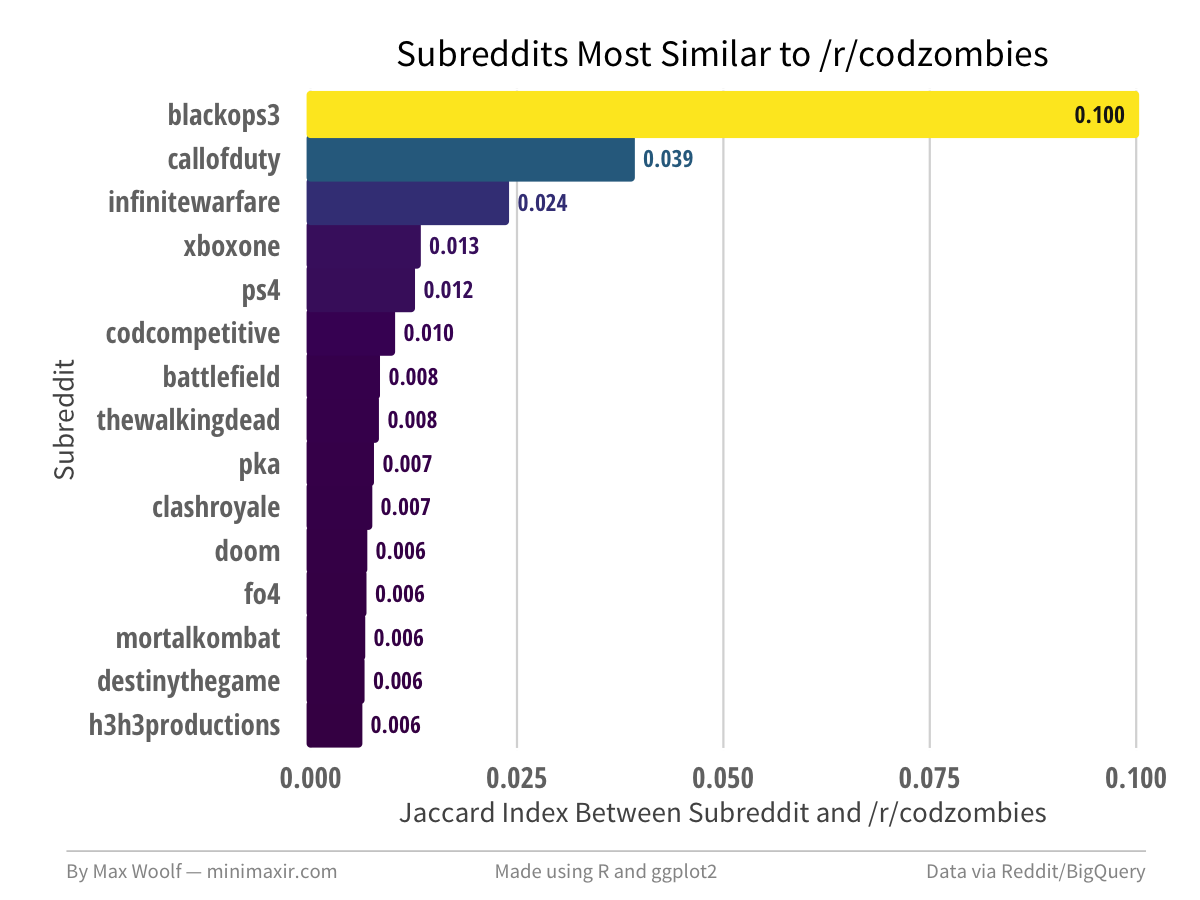 Subreddits Most Similar to /r/codzombies
blackops3 0.100
callofduty 0.039
infinitewarfare 0.024
xboxone 0.013
ps4 0.012
codcompetitive 0.010
battlefield 0.008
thewalkingdead 0.008
pka 0.007
clashroyale 0.007
doom 0.006
fo4 0.006
mortalkombat 0.006
destinythegame 0.006
h3h3productions 0.006
Subreddit
0.000 0.025 0.050 0.075 0.100
Jaccard Index Between Subreddit and /r/codzombies
By Max Woolf — minimaxir.com Made using R and ggplot2 Data via Reddit/BigQuery